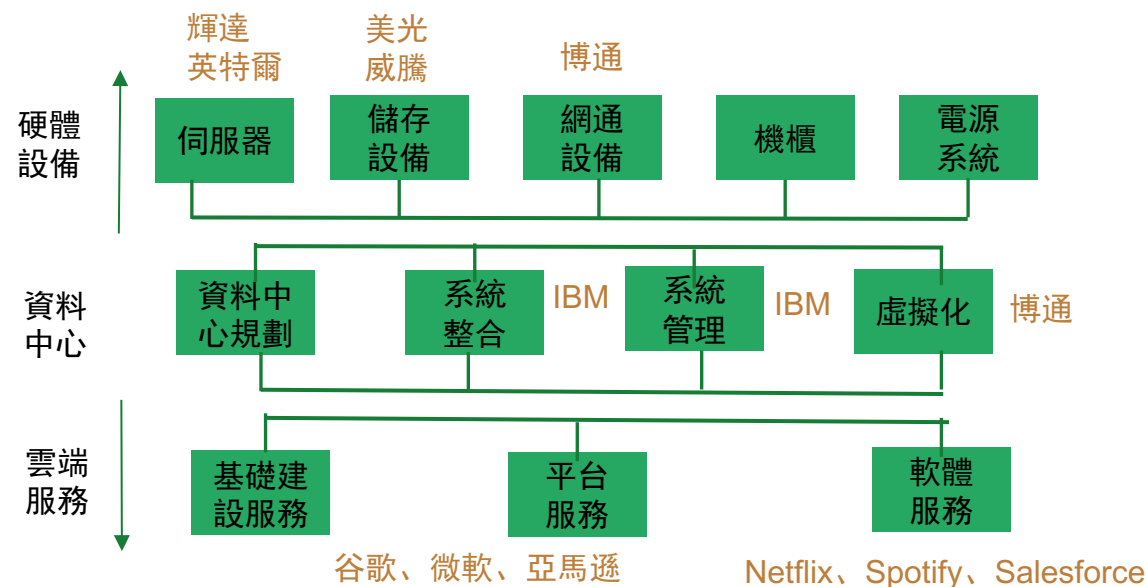 輝達
英特爾
美光
威騰
博通
硬體
設備
伺服器
儲存
設備
網通
設備
機櫃
電源
系統
資料
中心
資料中
心規劃
系統
整合
IBM
系統
管理
IBM
虛擬化
博通
雲端
服務
基礎建
設服務
平台
服務
軟體
服務
谷歌、微軟、亞馬遜
Netflix、Spotify、Salesforce